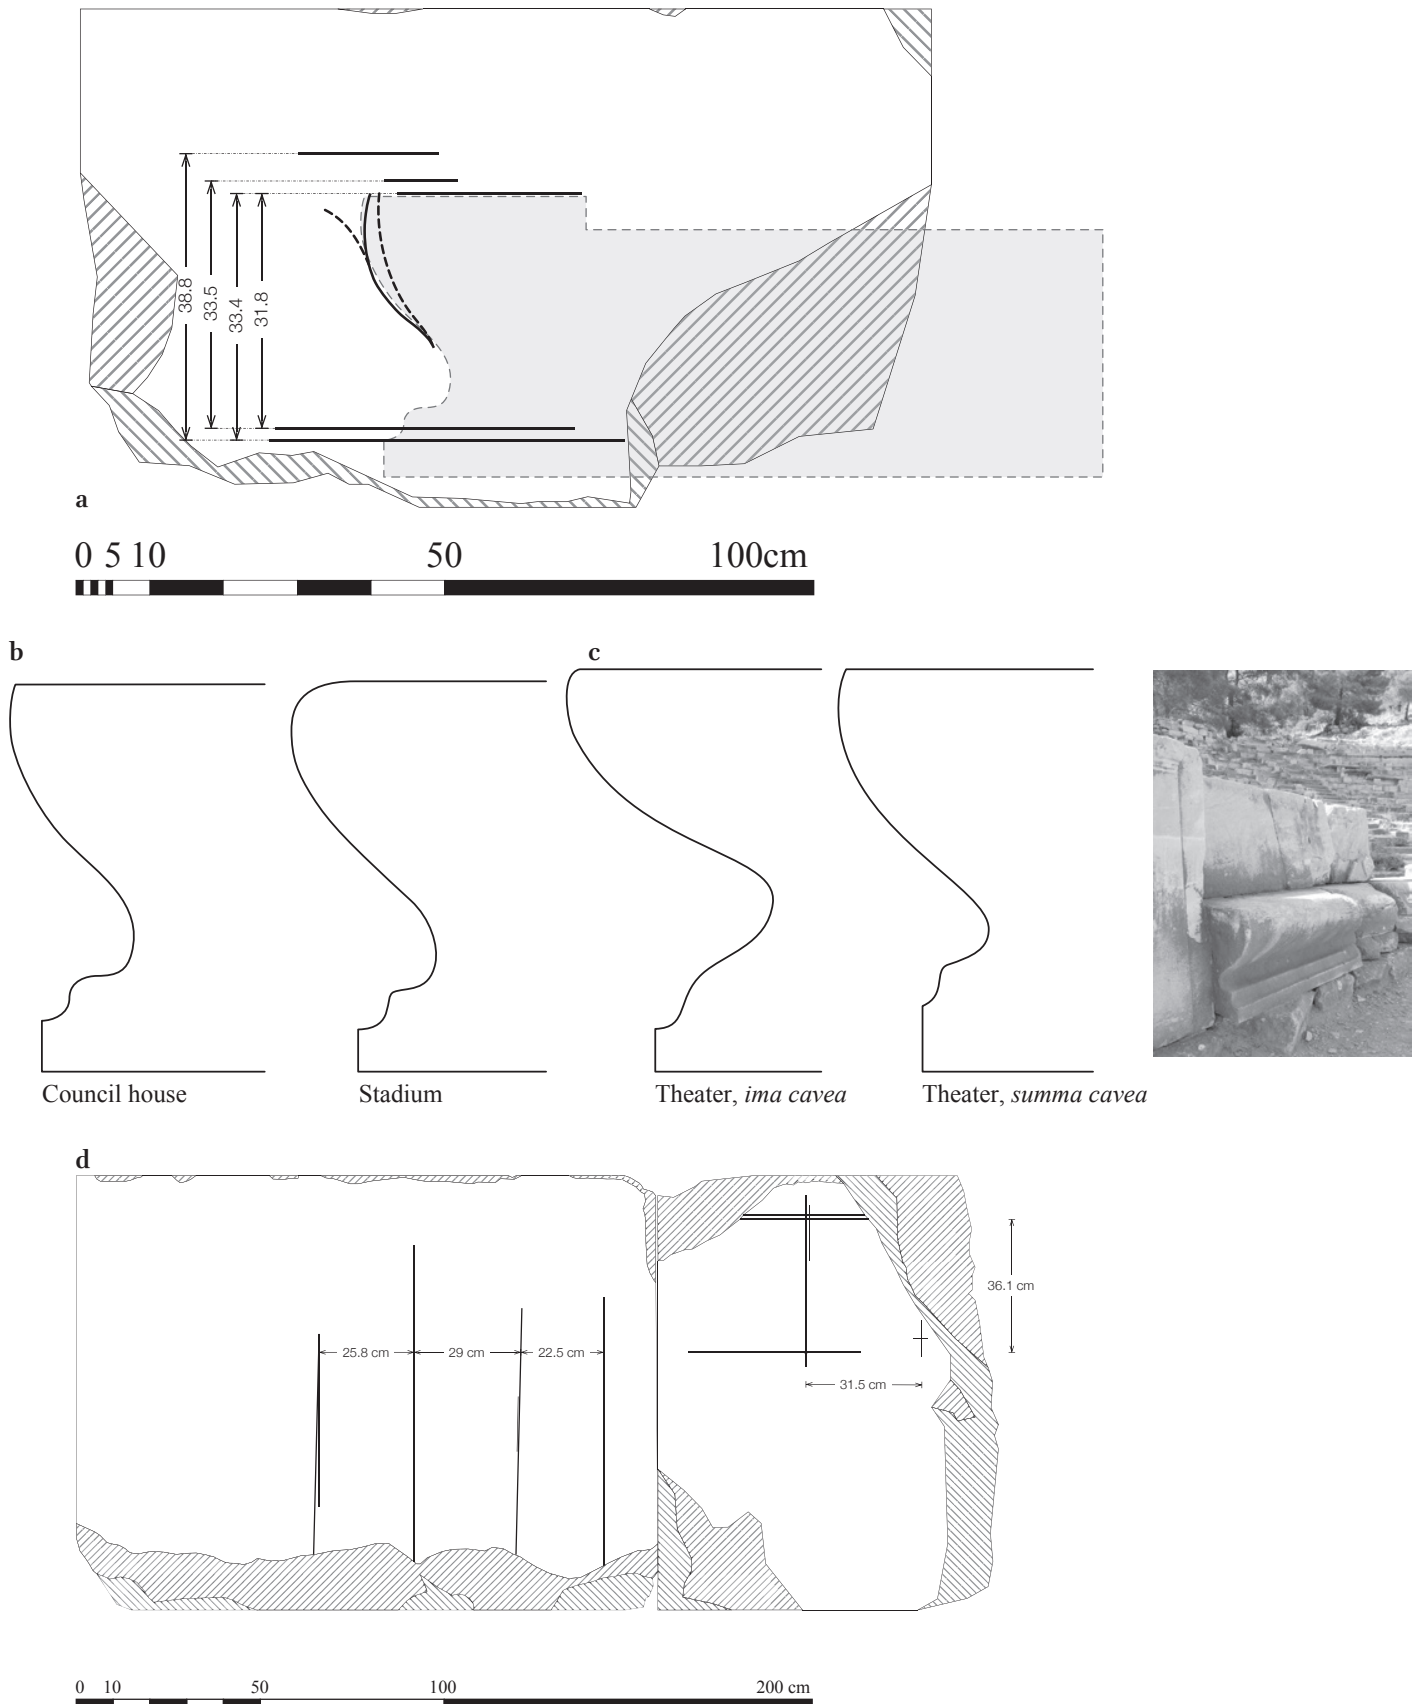 38.8
33.5
33.4
31.8
a
0 5 10 50 100cm
b
c
Council house
Stadium
Theater, ima cavea
Theater, summa cavea
d
25.8 cm
29 cm
22.5 cm
36.1 cm
31.5 cm
0 10 50 100 200 cm